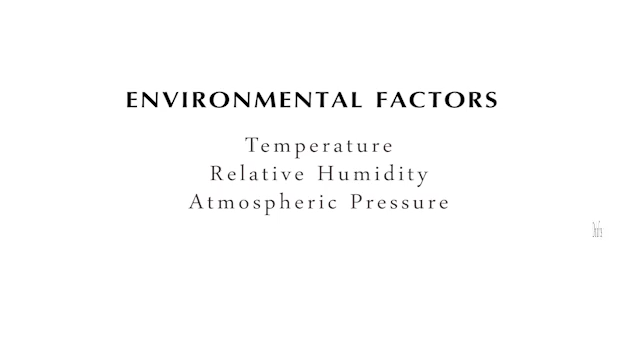 ENVIRONMENTAL FACTORS
Temperature
Relative Humidity
Atmospheric Pressure